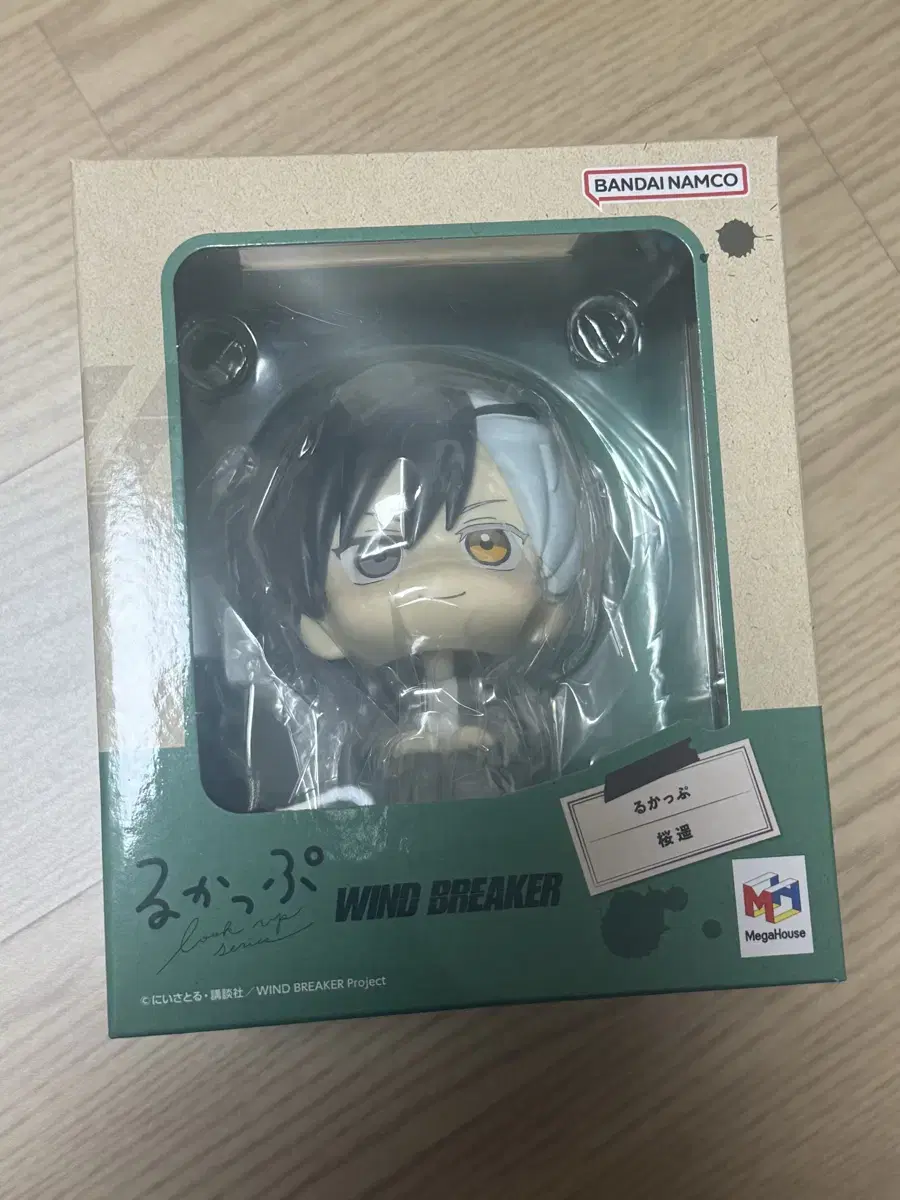 BANDAI NAMCO
るかっぷ
桜遥
るかっぷ
look up
series
WIND BREAKER
MegaHouse
©にいさとる・講談社／WIND BREAKER Project